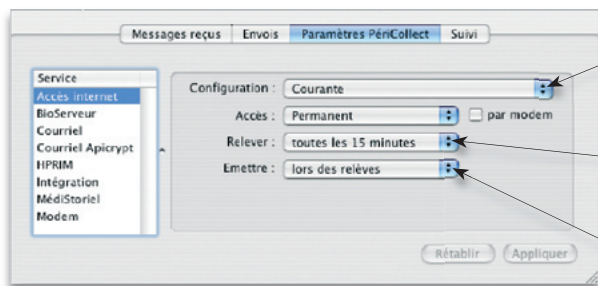 Messages reçus Envois Paramètres PériCollect Suivi
Service
Accès internet
BioServeur
Courriel
Courriel Apicrypt
HPRIM
Intégration
MédiStoriel
Modem
Configuration : Courante
Accès : Permanent par modem
Relever : toutes les 15 minutes
Emettre : lors des relèves
Rétablir Appliquer